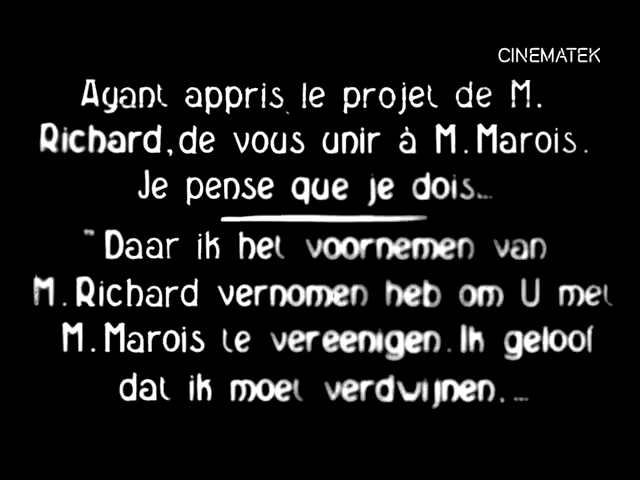 CINEMATEK
Ayant appris le projet de M.
Richard, de vous unir à M. Marois.
Je pense que je dois...
"Daar ik het voornemen van
M. Richard vernomen heb om U met
M. Marois te vereenigen. Ik geloof
dat ik moet verdwijnen....